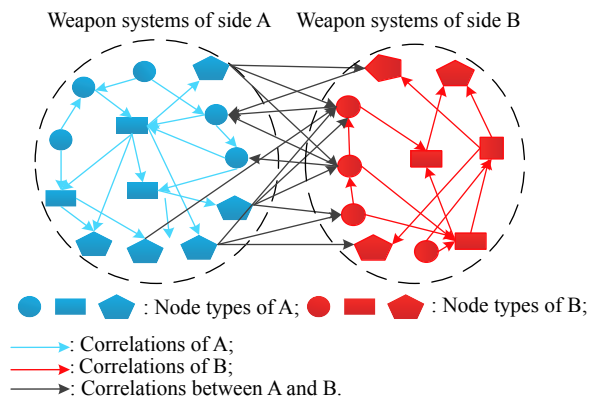 Weapon systems of side A
Weapon systems of side B
: Node types of A;
: Node types of B;
: Correlations of A;
: Correlations of B;
: Correlations between A and B.